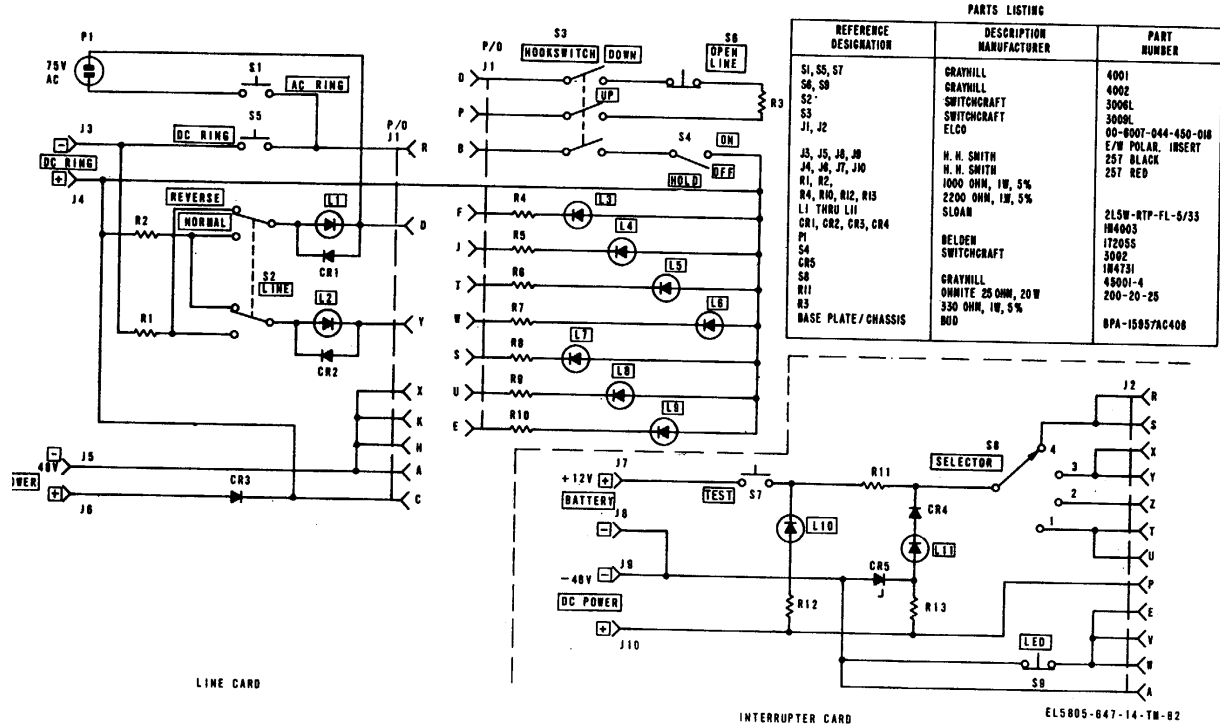 PARTS LISTING
REFERENCE DESIGNATION
DESCRIPTION MANUFACTURER
PART NUMBER
S1, S5, S7 GRAYHILL 4001
S6, S9 GRAYHILL 4002
S2 SWITCHCRAFT 3006L
S3 SWITCHCRAFT 3009L
J1, J2 ELCO 00-6007-044-450-018
E/W POLAR. INSERT
J3, J5, J8, J9 H. H. SMITH 257 BLACK
J4, J6, J7, J10 H. H. SMITH 257 RED
R1, R2, 1000 OHM, 1W, 5%
R4, R10, R12, R13 2200 OHM, 1W, 5%
L1 THRU L11 SLOAN 2L5W-RTP-FL-5/33
CR1, CR2, CR3, CR4 1N4003
P1 BELDEN 17205S
S4 SWITCHCRAFT 3002
CR5 1N4731
S8 GRAYHILL 45001-4
R11 OHMITE 25 OHM, 20W 200-20-25
R3 330 OHM, 1W, 5%
BASE PLATE/CHASSIS BUD
P1
75V AC
S1
AC RING
J3
-
S5
DC RING
P/O
J1
R
DC RING
+
J4
REVERSE
R2
NORMAL
L1
D
CR1
S2
LINE
R1
L2
Y
CR2
X
K
H
A
C
-
48V
J5
WER
+
J6
CR3
LINE CARD
P/O
J1
S3
HOOKSWITCH
DOWN
S6
OPEN LINE
D
UP
R3
P
B
S4
ON
OFF
HOLD
F
R4
L3
J
R5
L4
T
R6
L5
W
R7
L6
S
R8
L7
U
R9
L8
E
R10
L9
J7
+12V
+
BATTERY
TEST
S7
J8
-
R11
SELECTOR
S8
4
3
2
1
L10
CR4
L11
CR5
J9
-48V
-
DC POWER
+
J10
R12
R13
LED
S9
J2
R
S
X
Y
Z
T
U
P
E
V
W
A
INTERRUPTER CARD
EL5805-647-14-TM-82